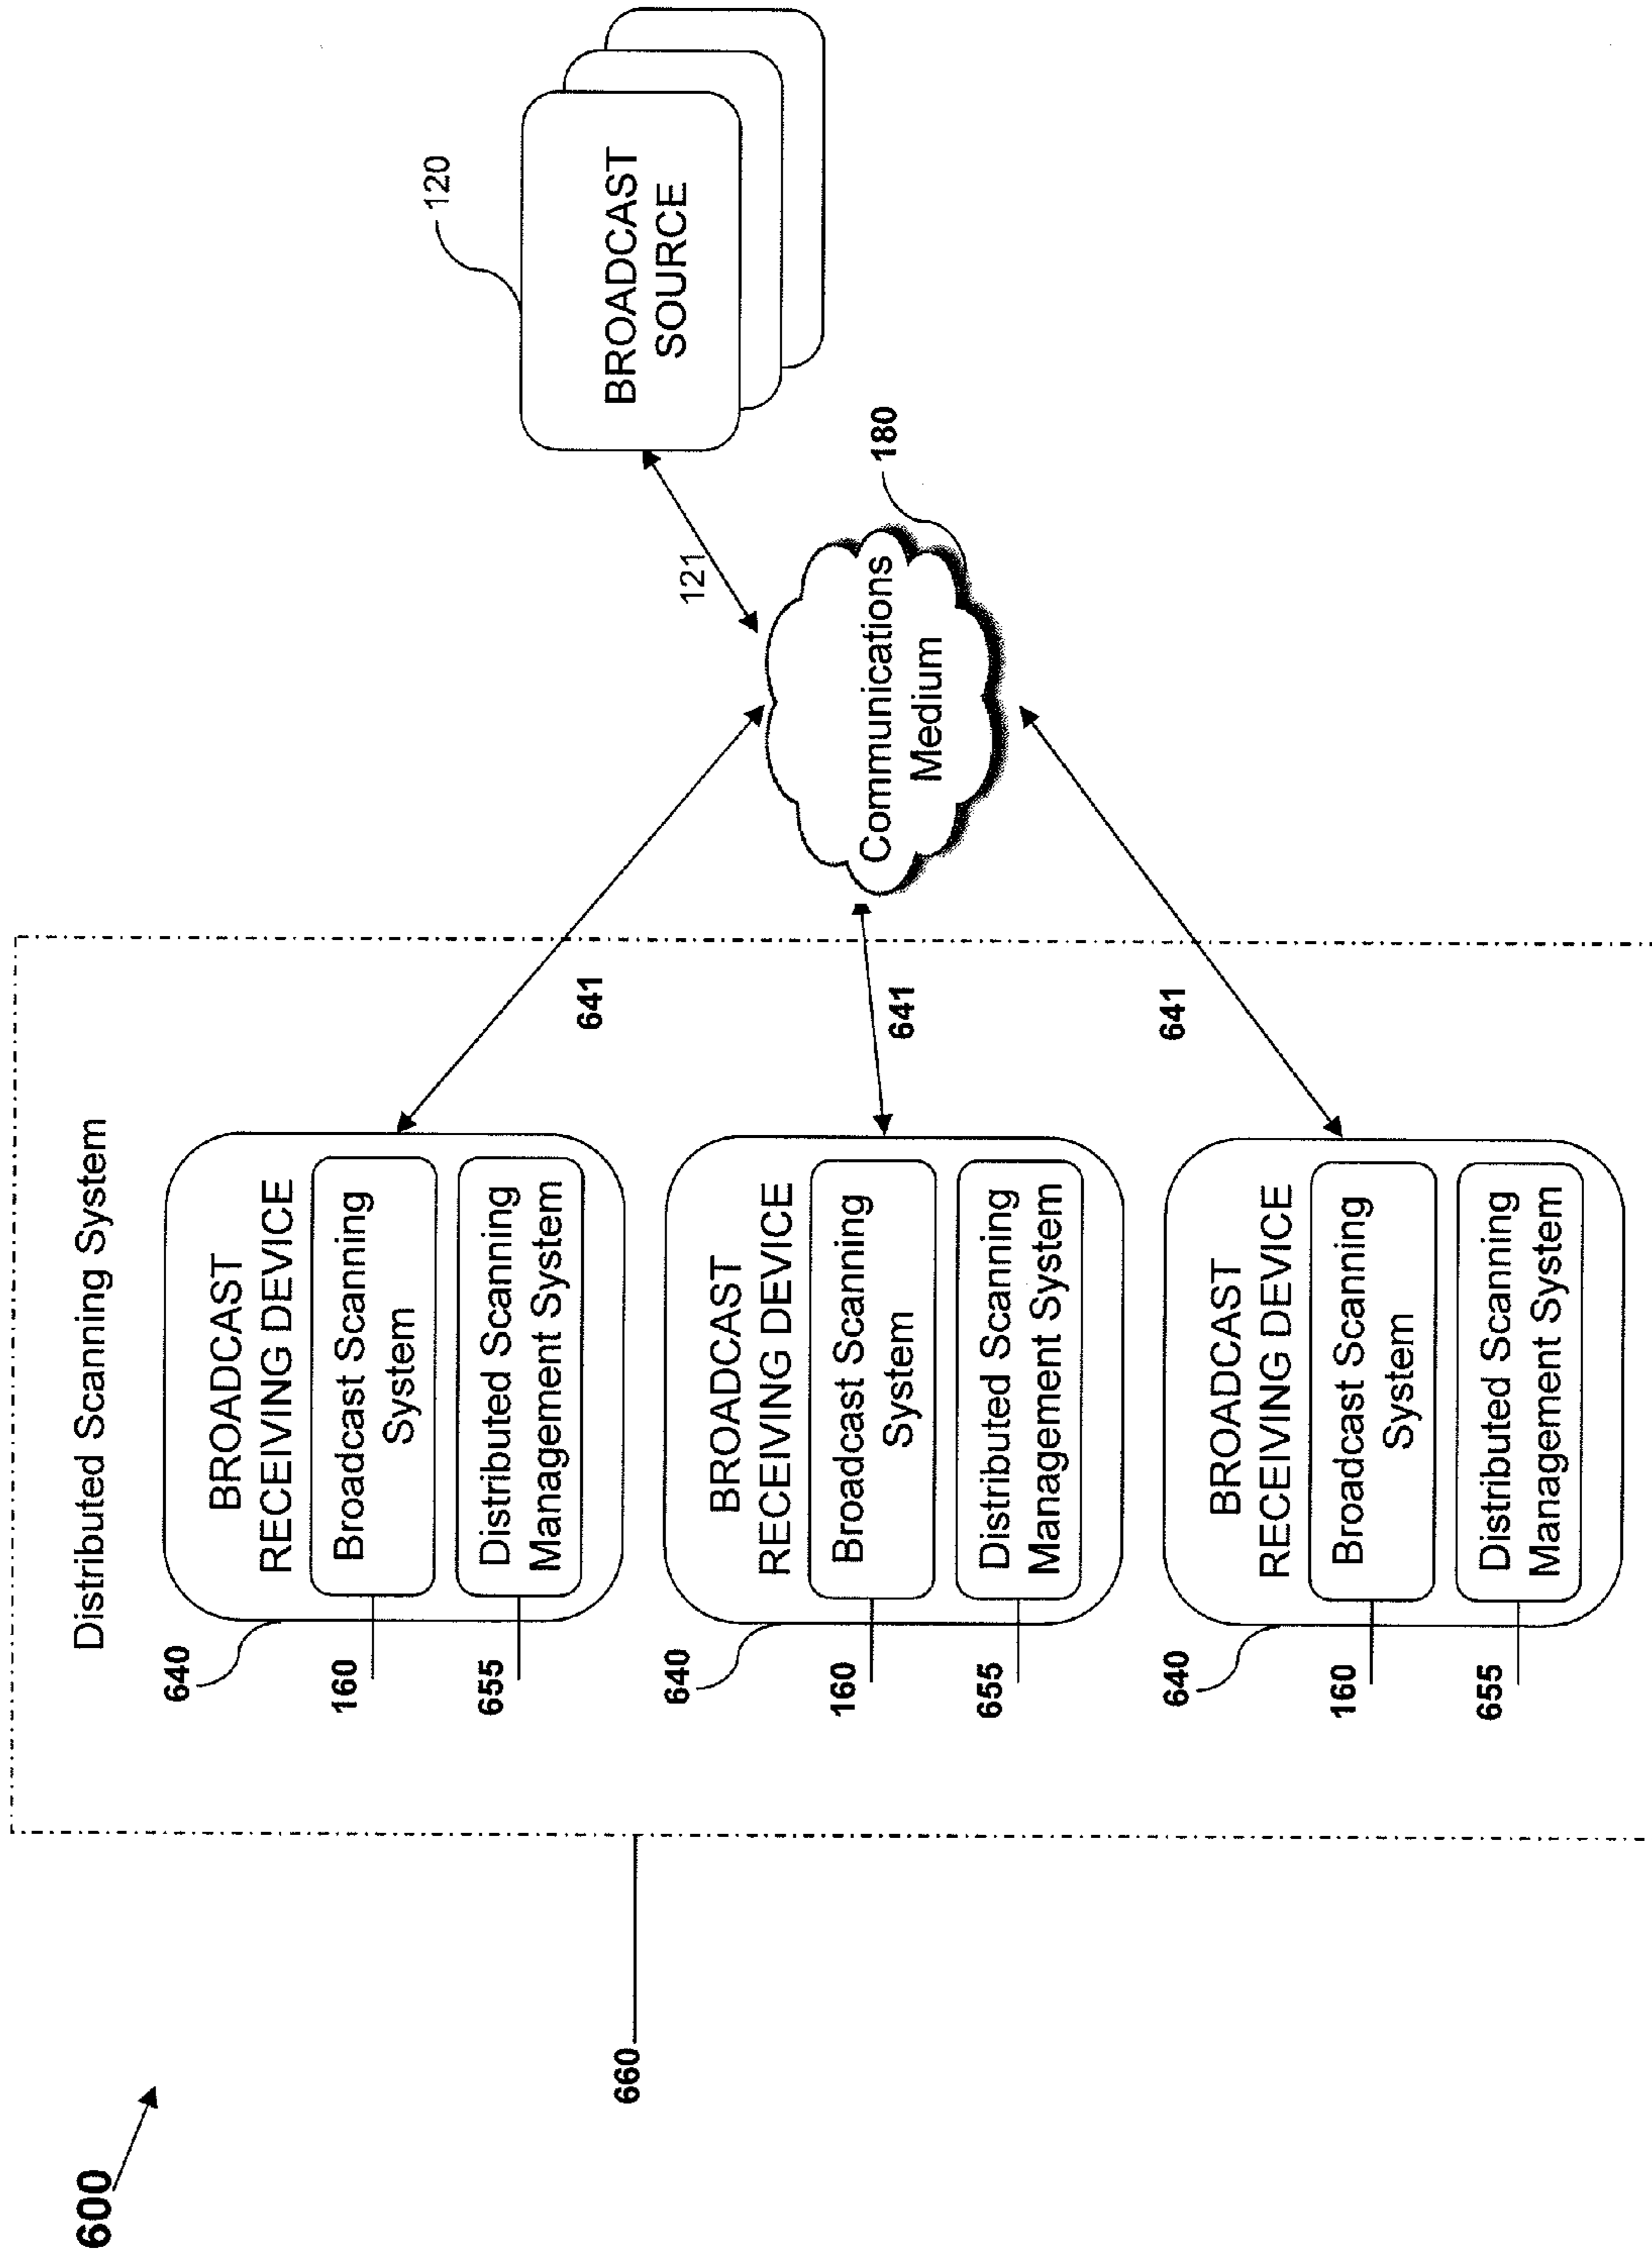 600
660
Distributed Scanning System
640
160
655
BROADCAST
RECEIVING DEVICE
Broadcast Scanning
System
Distributed Scanning
Management System
641
640
160
655
BROADCAST
RECEIVING DEVICE
Broadcast Scanning
System
Distributed Scanning
Management System
641
640
160
655
BROADCAST
RECEIVING DEVICE
Broadcast Scanning
System
Distributed Scanning
Management System
641
Communications
Medium
180
121
BROADCAST
SOURCE
120